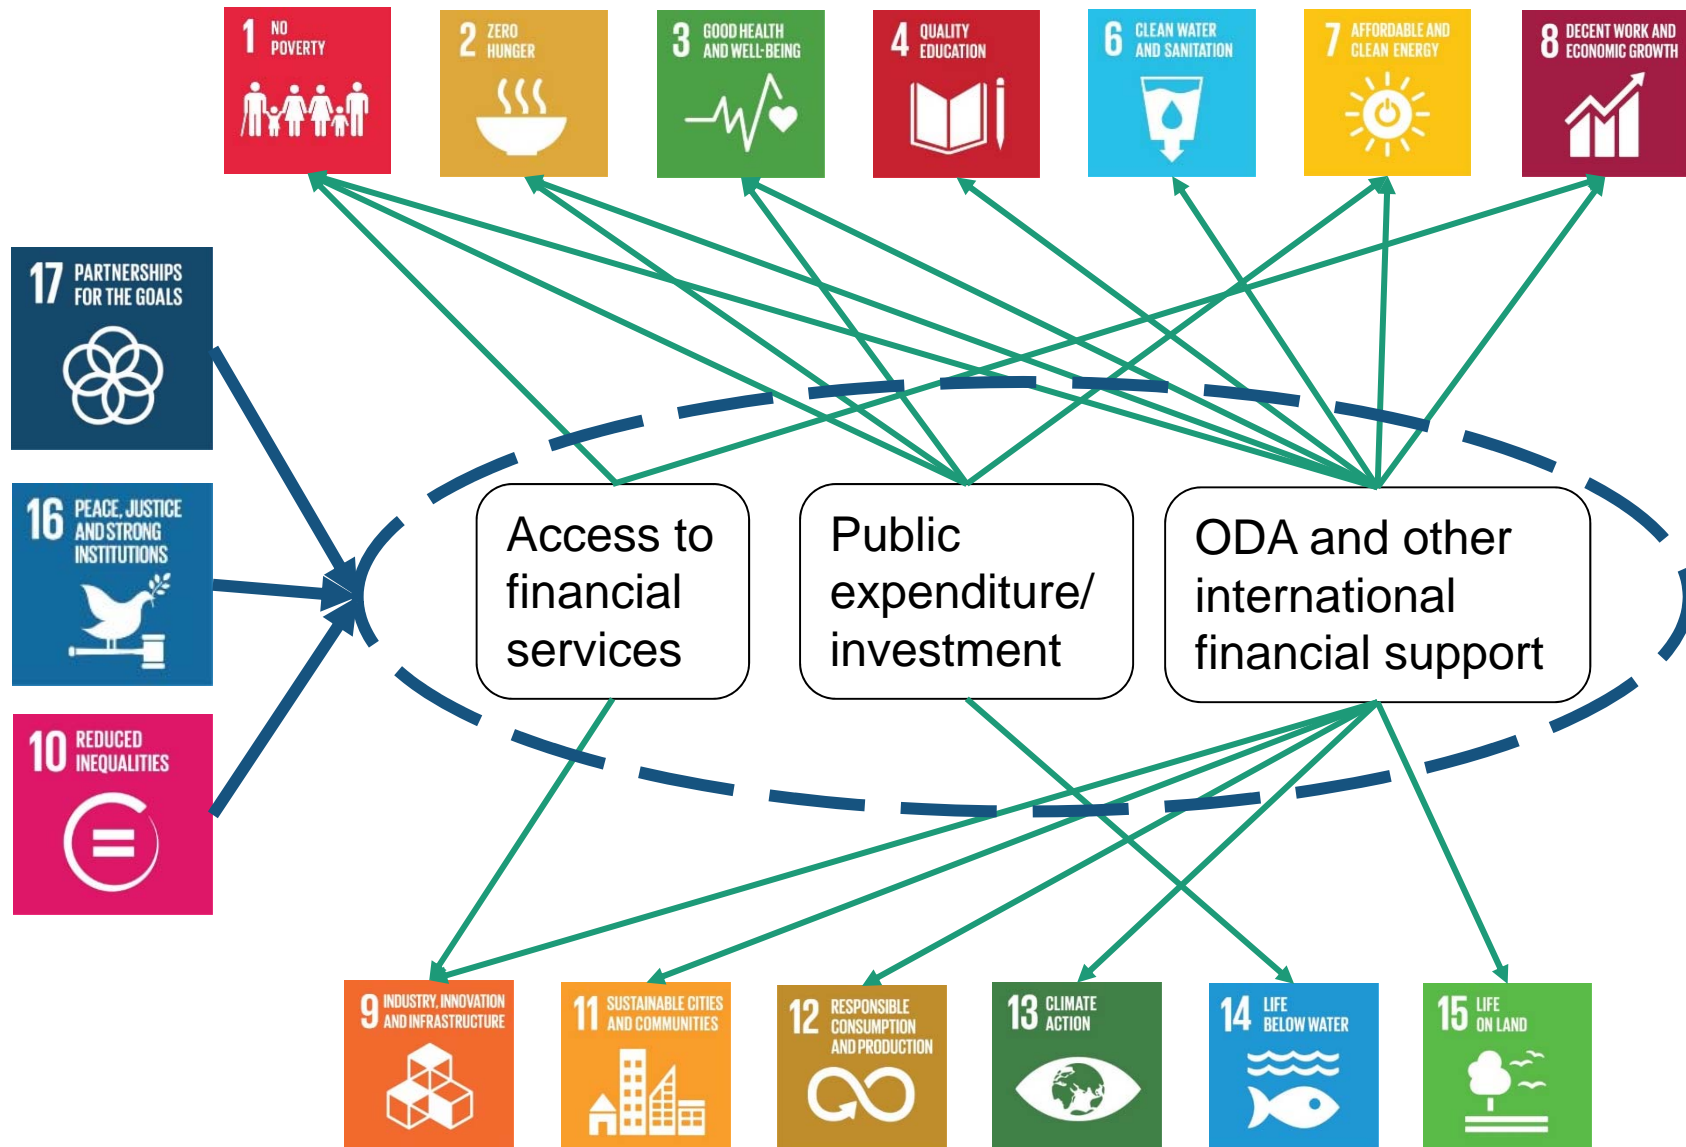 1 NO
POVERTY
2 ZERO
HUNGER
3 GOOD HEALTH
AND WELL-BEING
4 QUALITY
EDUCATION
6 CLEAN WATER
AND SANITATION
7 AFFORDABLE AND
CLEAN ENERGY
8 DECENT WORK AND
ECONOMIC GROWTH
17 PARTNERSHIPS
FOR THE GOALS
16 PEACE, JUSTICE
AND STRONG
INSTITUTIONS
10 REDUCED
INEQUALITIES
Access to
financial
services
Public
expenditure/
investment
ODA and other
international
financial support
9 INDUSTRY, INNOVATION
AND INFRASTRUCTURE
11 SUSTAINABLE CITIES
AND COMMUNITIES
12 RESPONSIBLE
CONSUMPTION
AND PRODUCTION
13 CLIMATE
ACTION
14 LIFE
BELOW WATER
15 LIFE
ON LAND